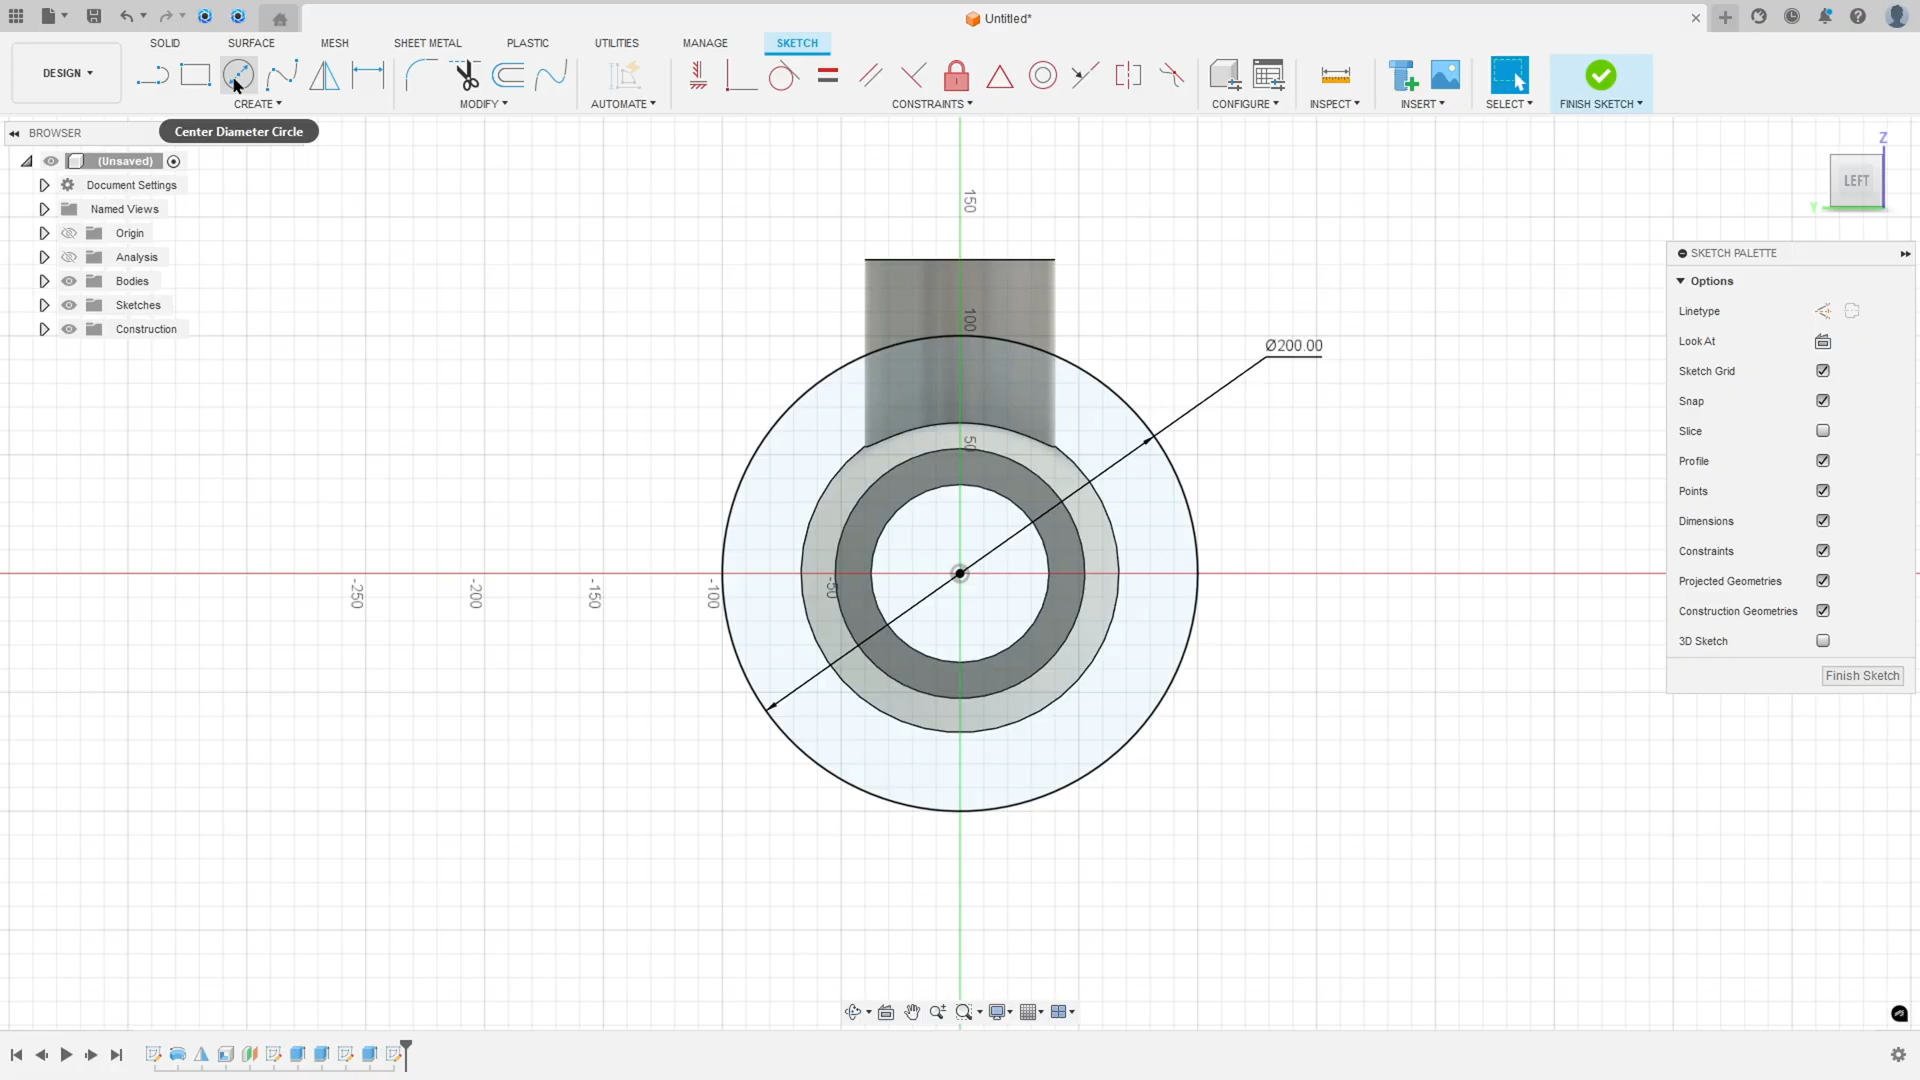 Untitled*
SOLID
SURFACE
MESH
SHEET METAL
PLASTIC
UTILITIES
MANAGE
SKETCH
DESIGN
CREATE
MODIFY
AUTOMATE
CONSTRAINTS
CONFIGURE
INSPECT
INSERT
SELECT
FINISH SKETCH
BROWSER
Center Diameter Circle
(Unsaved)
Document Settings
Named Views
Origin
Analysis
Bodies
Sketches
Construction
Z
LEFT
Y
SKETCH PALETTE
Options
Linetype
Look At
Sketch Grid
Snap
Slice
Profile
Points
Dimensions
Constraints
Projected Geometries
Construction Geometries
3D Sketch
Finish Sketch
150
100
50
Ø200.00
-250
-200
-150
-100
-50